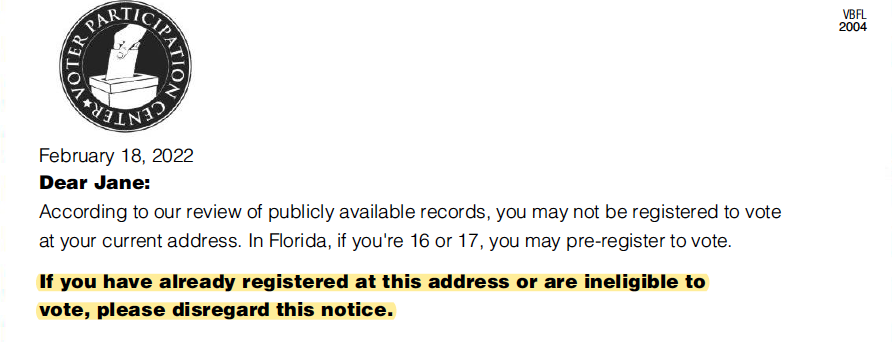 VOTER PARTICIPATION CENTER
VBFL
2004
February 18, 2022
Dear Jane:
According to our review of publicly available records, you may not be registered to vote
at your current address. In Florida, if you're 16 or 17, you may pre-register to vote.
If you have already registered at this address or are ineligible to
vote, please disregard this notice.